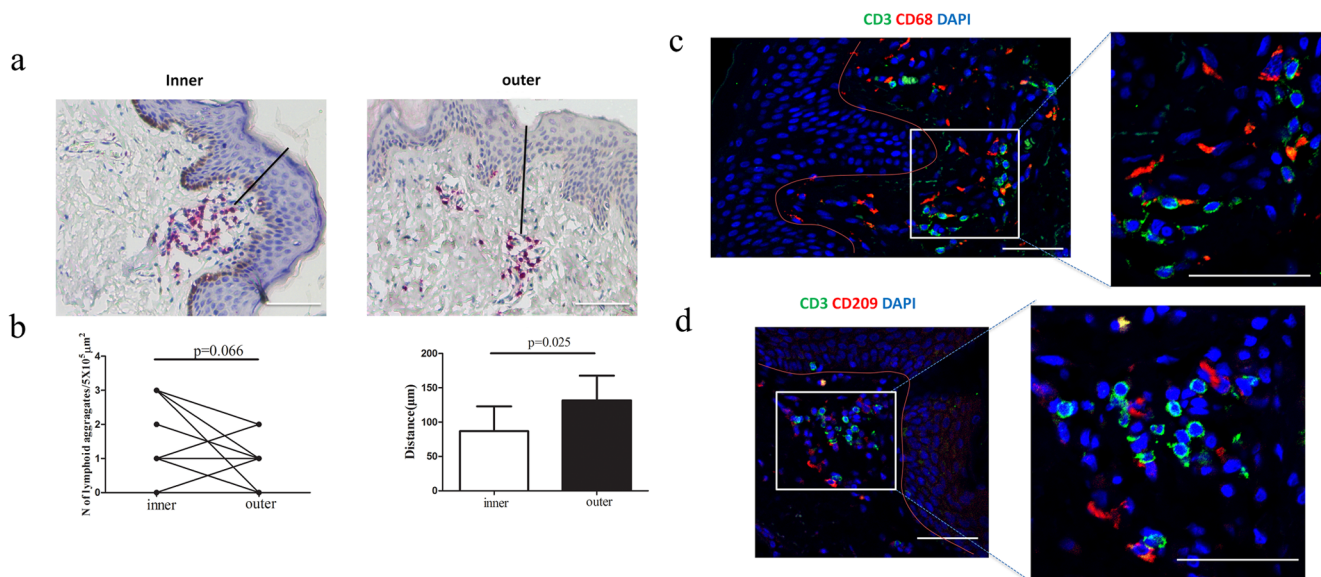 a
Inner
outer
b
N of lymphoid aggragates/5X10⁵μm²
4
3
2
1
0
p=0.066
inner
outer
Distance(μm)
200
150
100
50
0
p=0.025
inner
outer
c
CD3 CD68 DAPI
d
CD3 CD209 DAPI